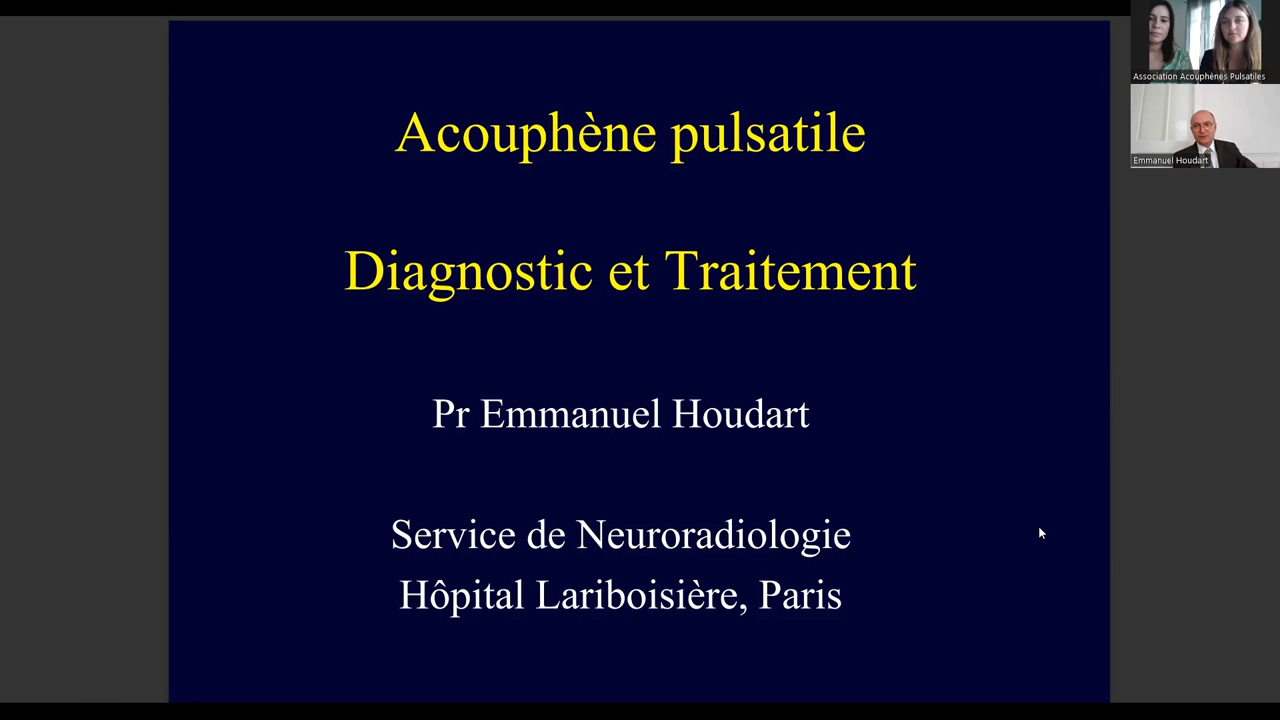 Acouphène pulsatile
Diagnostic et Traitement
Pr Emmanuel Houdart
Service de Neuroradiologie
Hôpital Lariboisière, Paris
Association Acouphènes Pulsatiles
Emmanuel Houdart